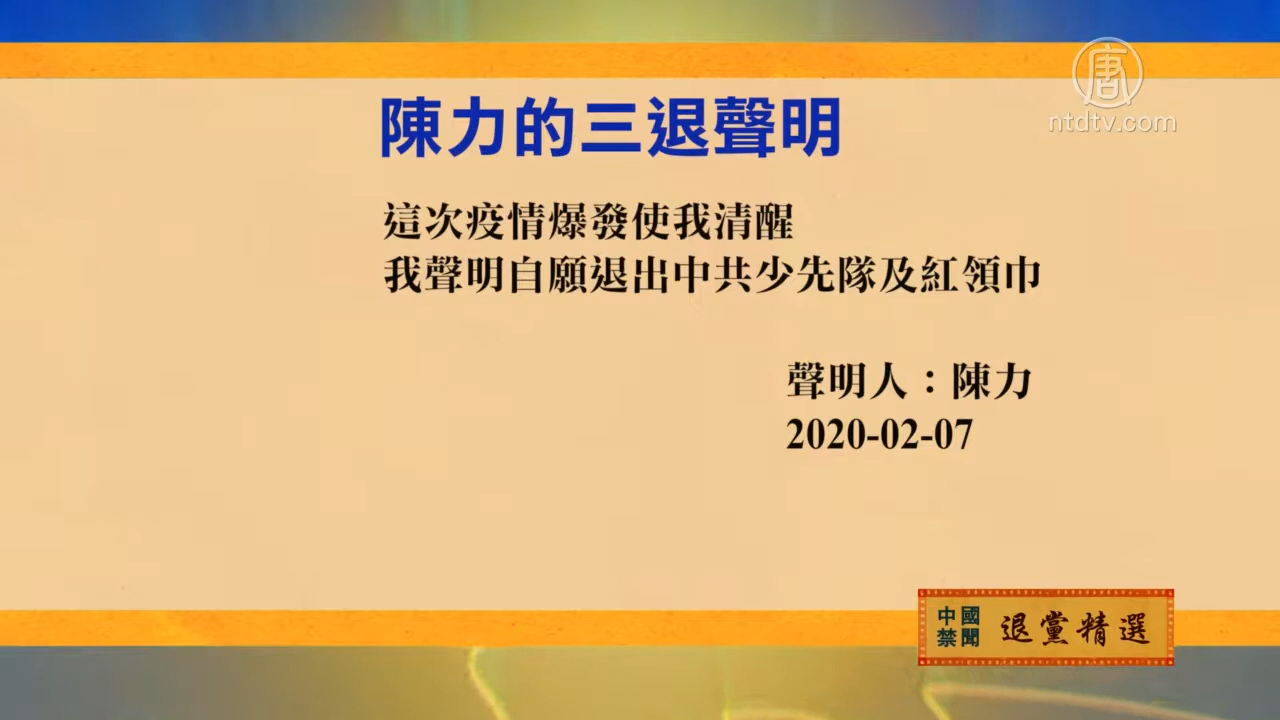 唐
ntdtv.com
陳力的三退聲明
這次疫情爆發使我清醒
我聲明自願退出中共少先隊及紅領巾
聲明人：陳力
2020-02-07
中國
禁聞
退黨精選